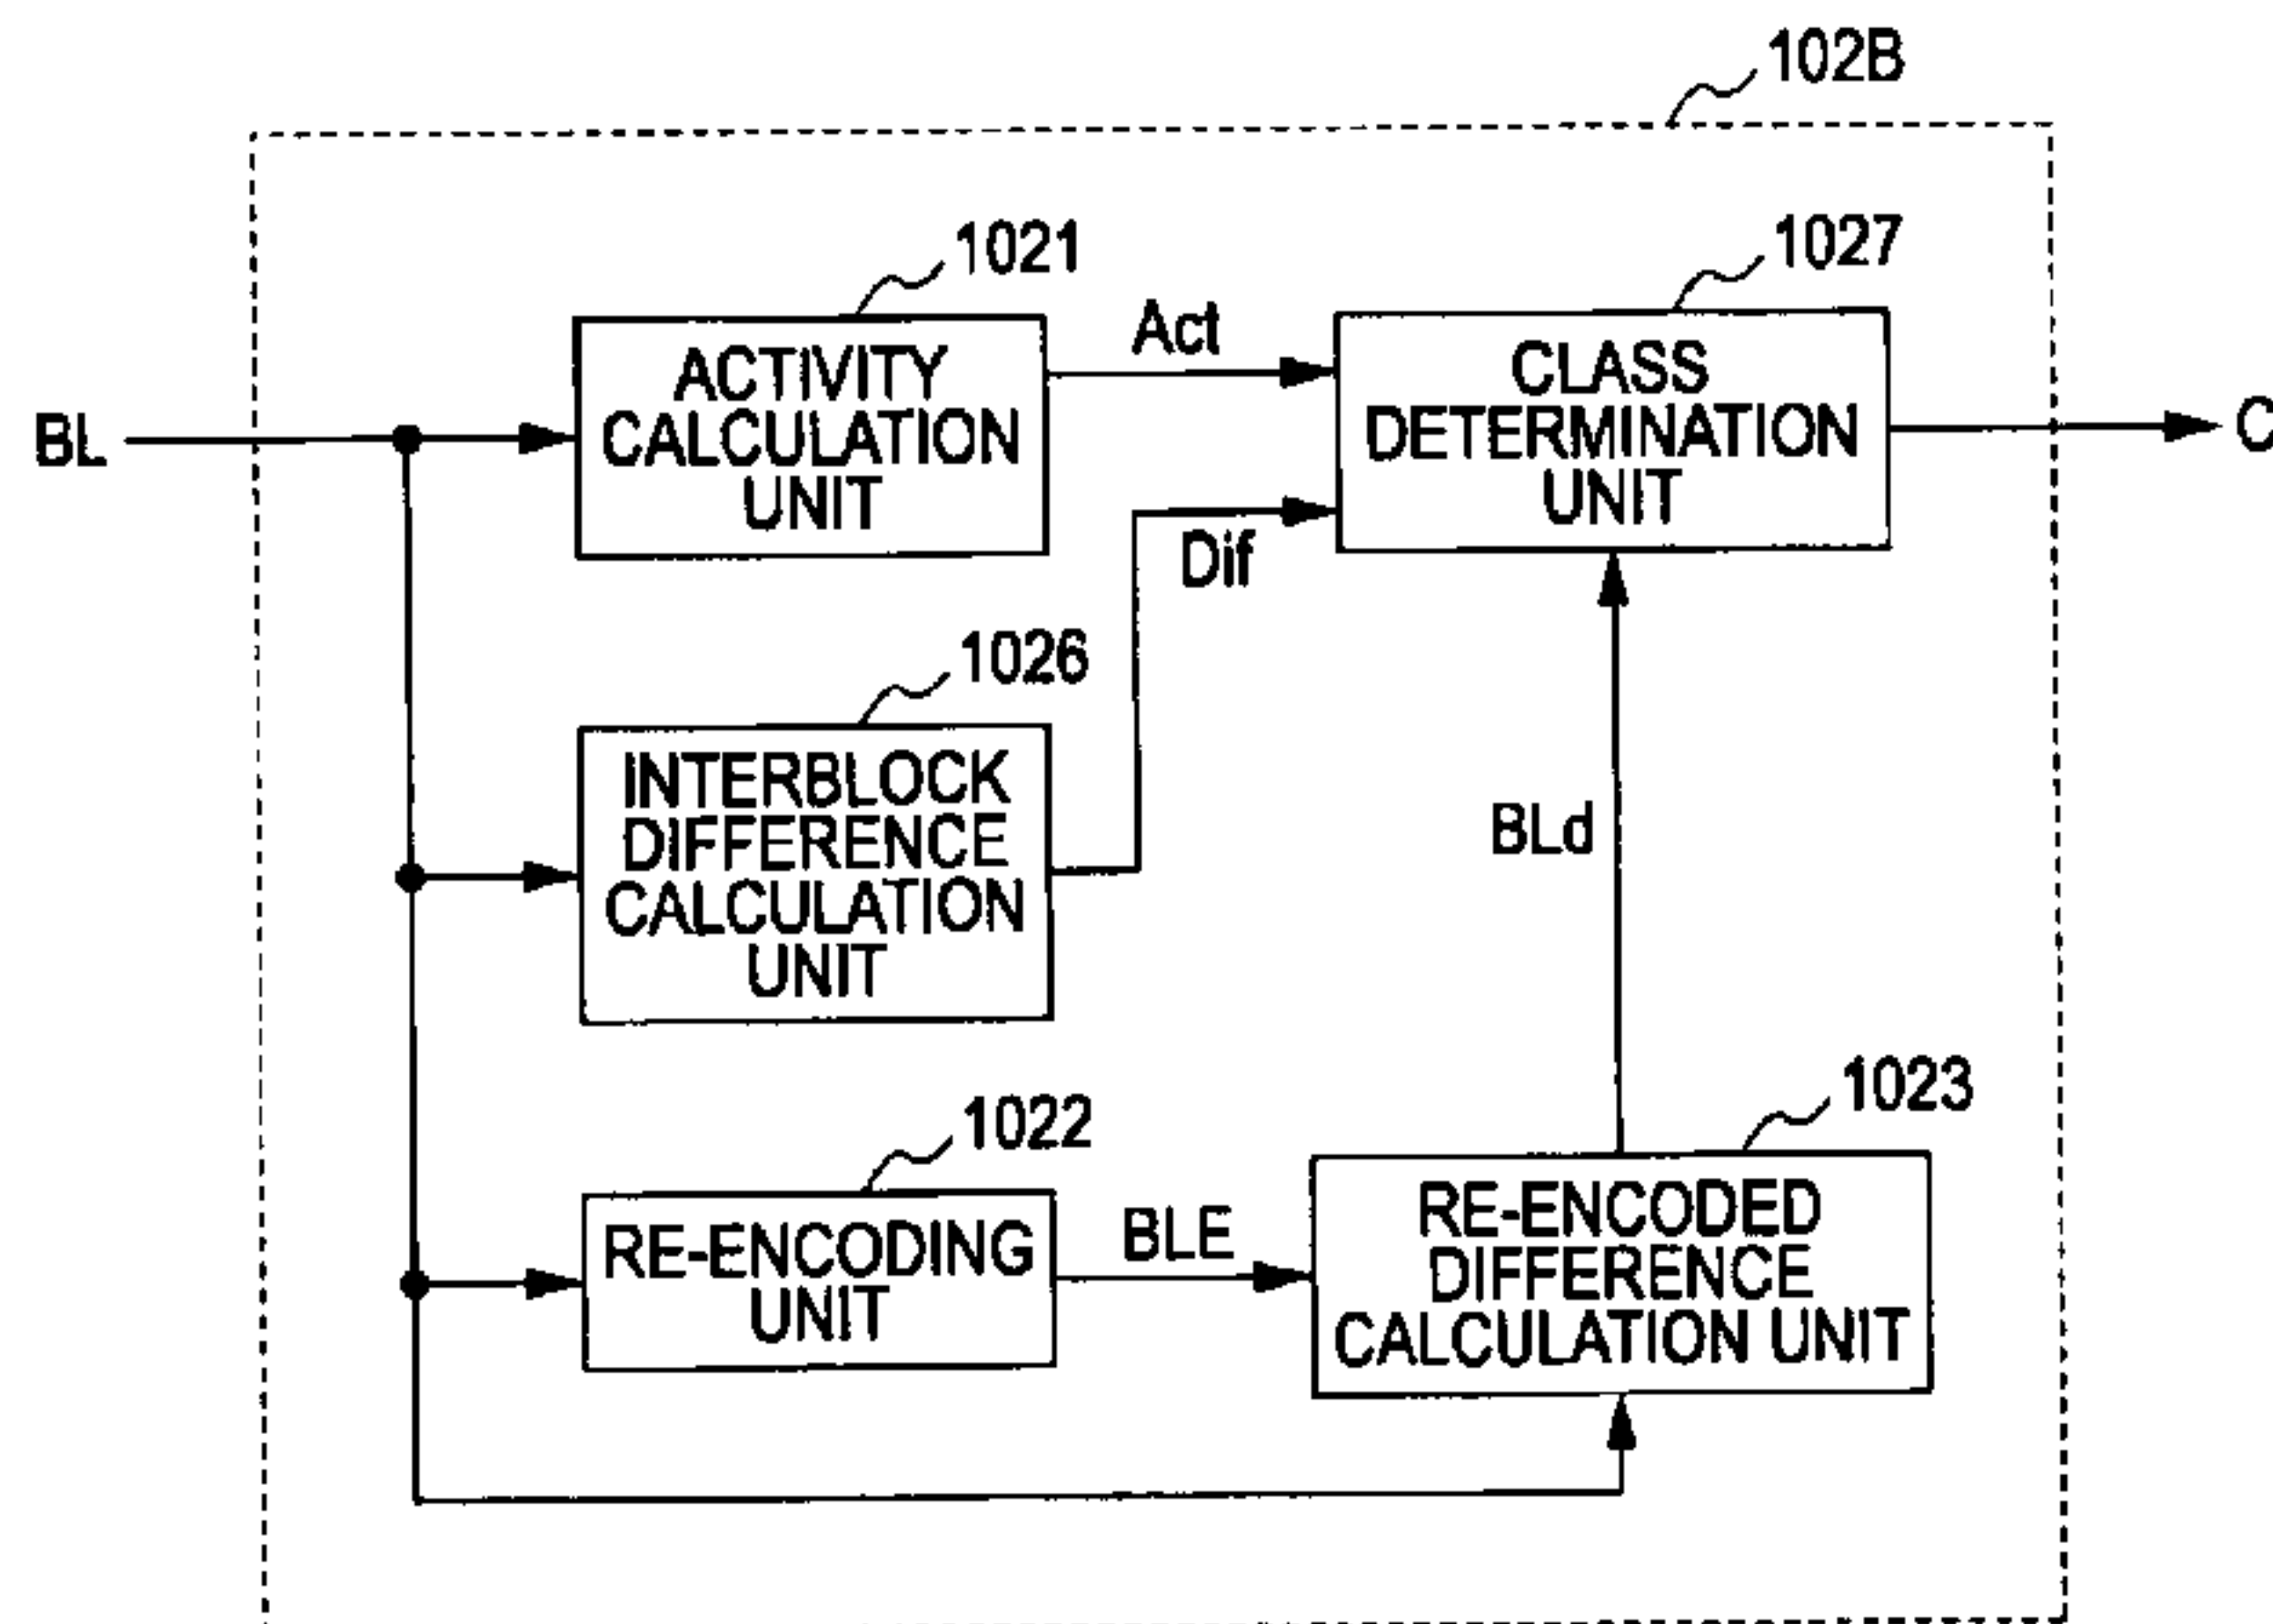 102B
1021
1027
Act
ACTIVITY
CALCULATION
UNIT
CLASS
DETERMINATION
UNIT
BL
C
Dif
1026
INTERBLOCK
DIFFERENCE
CALCULATION
UNIT
BLd
1022
1023
RE-ENCODING
UNIT
BLE
RE-ENCODED
DIFFERENCE
CALCULATION UNIT